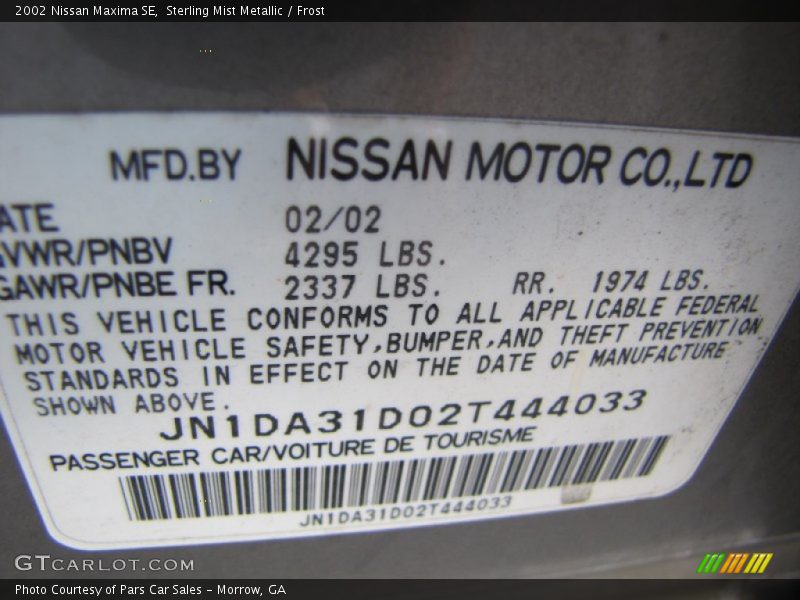 2002 Nissan Maxima SE, Sterling Mist Metallic / Frost
MFD.BY NISSAN MOTOR CO.,LTD
ATE 02/02
GVWR/PNBV 4295 LBS.
GAWR/PNBE FR. 2337 LBS. RR. 1974 LBS.
THIS VEHICLE CONFORMS TO ALL APPLICABLE FEDERAL
MOTOR VEHICLE SAFETY,BUMPER,AND THEFT PREVENTION
STANDARDS IN EFFECT ON THE DATE OF MANUFACTURE
SHOWN ABOVE.
JN1DA31D02T444033
PASSENGER CAR/VOITURE DE TOURISME
JN1DA31D02T444033
GTCARLOT.COM
Photo Courtesy of Pars Car Sales - Morrow, GA